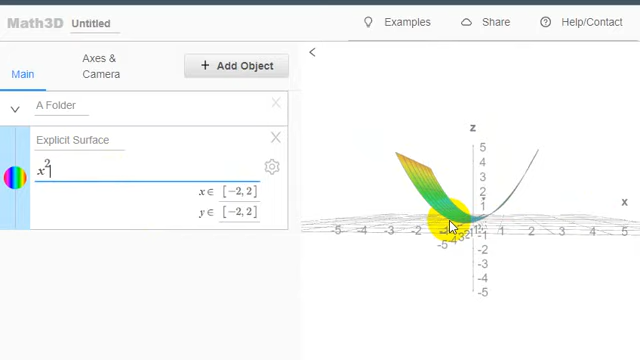 Math3D Untitled Examples Share Help/Contact
Main Axes & Camera + Add Object
A Folder
Explicit Surface
x²
x ∈ [-2, 2]
y ∈ [-2, 2]
z
5
4
3
2
1
x
-5 -4 -3 -2 1 2 3 4 5
-1
-2
-3
-4
-5